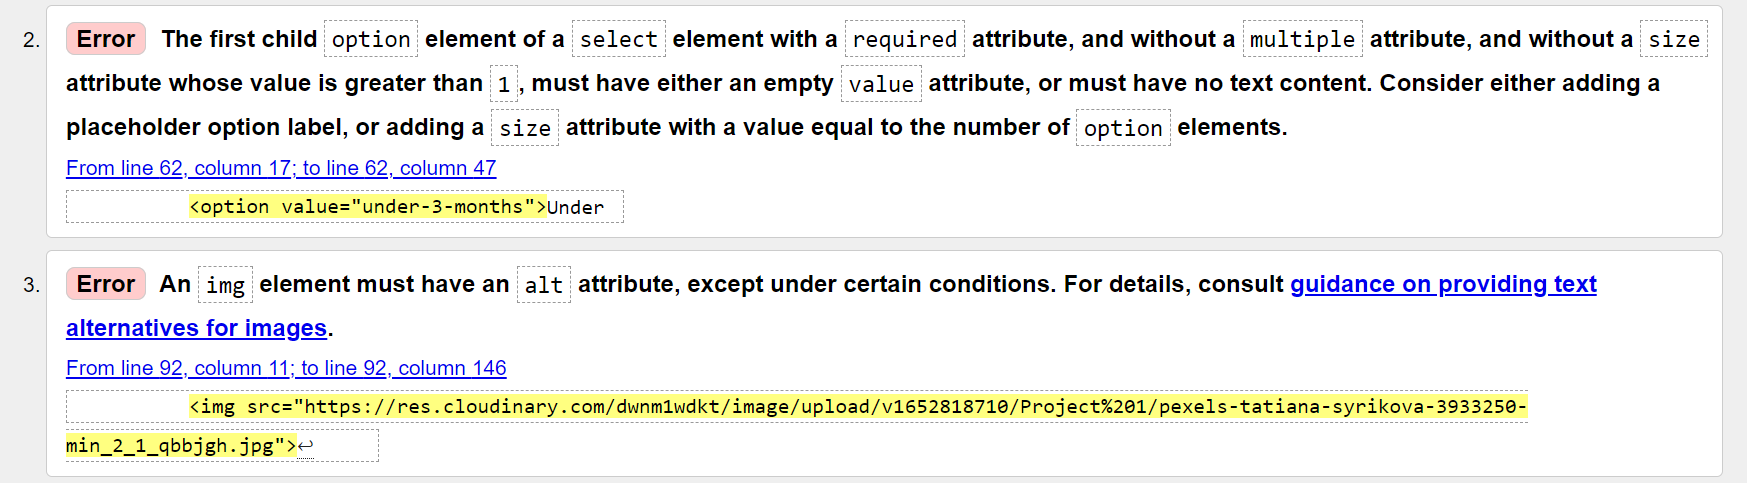 2. Error The first child option element of a select element with a required attribute, and without a multiple attribute, and without a size
attribute whose value is greater than 1, must have either an empty value attribute, or must have no text content. Consider either adding a
placeholder option label, or adding a size attribute with a value equal to the number of option elements.
From line 62, column 17; to line 62, column 47
<option value="under-3-months">Under
3. Error An img element must have an alt attribute, except under certain conditions. For details, consult guidance on providing text
alternatives for images.
From line 92, column 11; to line 92, column 146
<img src="https://res.cloudinary.com/dwnm1wdkt/image/upload/v1652818710/Project%201/pexels-tatiana-syrikova-3933250-
min_2_1_qbbjgh.jpg">↩